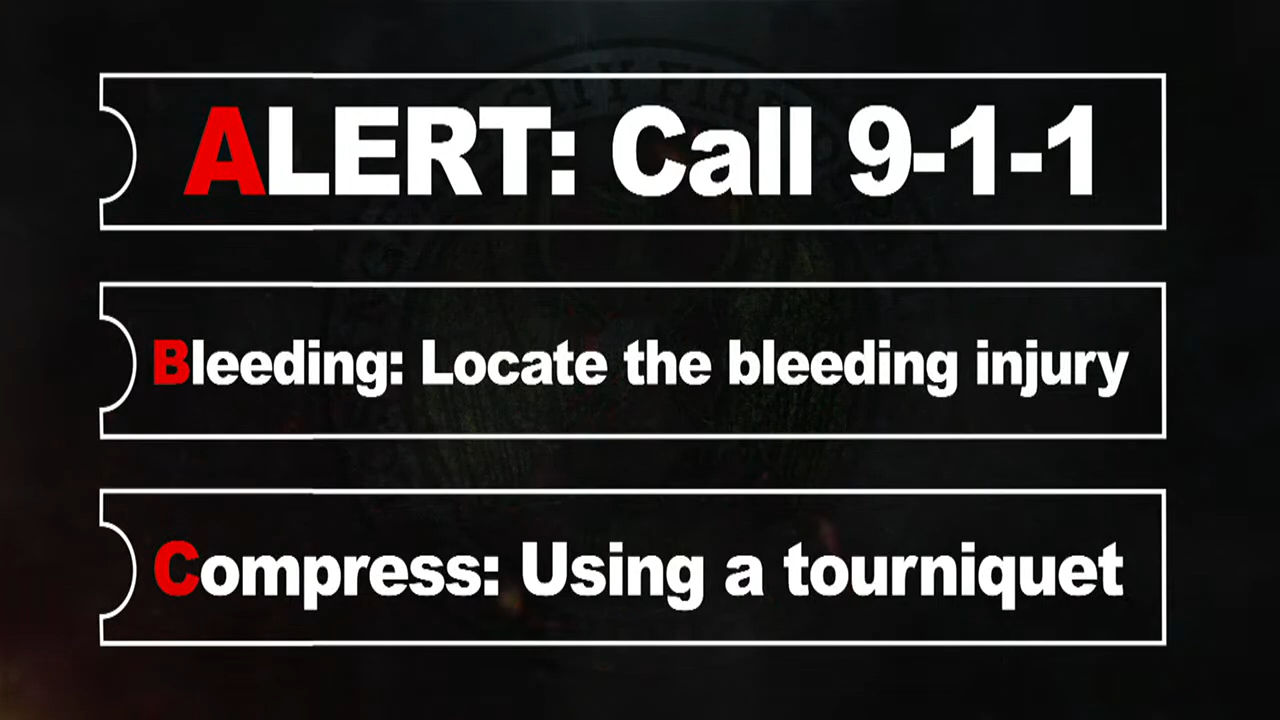 ALERT: Call 9-1-1
Bleeding: Locate the bleeding injury
Compress: Using a tourniquet